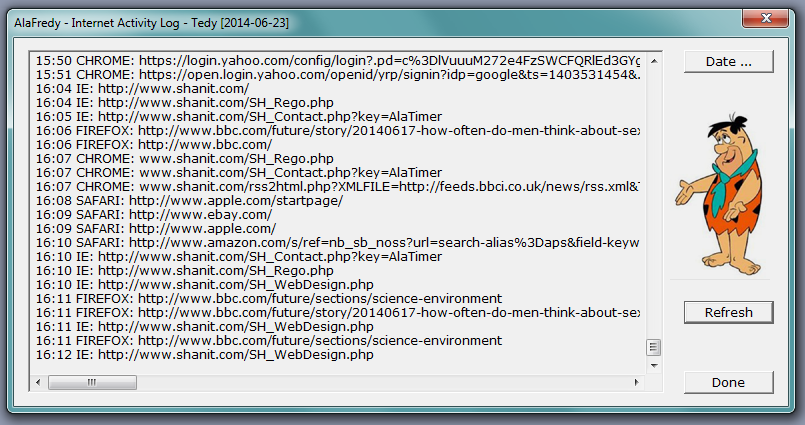 AlaFredy - Internet Activity Log - Tedy [2014-06-23]
15:50 CHROME: https://login.yahoo.com/config/login?.pd=c%3DlVuuuM272e4FzSWCFQRlEd3GYg
15:51 CHROME: https://open.login.yahoo.com/openid/yrp/signin?idp=google&ts=1403531454&.
16:04 IE: http://www.shanit.com/
16:04 IE: http://www.shanit.com/SH_Rego.php
16:05 IE: http://www.shanit.com/SH_Contact.php?key=AlaTimer
16:06 FIREFOX: http://www.bbc.com/future/story/20140617-how-often-do-men-think-about-sex
16:06 FIREFOX: http://www.bbc.com/
16:07 CHROME: www.shanit.com/SH_Rego.php
16:07 CHROME: www.shanit.com/SH_Contact.php?key=AlaTimer
16:07 CHROME: www.shanit.com/rss2html.php?XMLFILE=http://feeds.bbci.co.uk/news/rss.xml&T
16:08 SAFARI: http://www.apple.com/startpage/
16:09 SAFARI: http://www.ebay.com/
16:09 SAFARI: http://www.apple.com/
16:10 SAFARI: http://www.amazon.com/s/ref=nb_sb_noss?url=search-alias%3Daps&field-keyw
16:10 IE: http://www.shanit.com/SH_Contact.php?key=AlaTimer
16:10 IE: http://www.shanit.com/SH_Rego.php
16:10 IE: http://www.shanit.com/SH_WebDesign.php
16:11 FIREFOX: http://www.bbc.com/future/sections/science-environment
16:11 FIREFOX: http://www.bbc.com/future/story/20140617-how-often-do-men-think-about-sex
16:11 IE: http://www.shanit.com/SH_WebDesign.php
16:11 FIREFOX: http://www.bbc.com/future/sections/science-environment
16:12 IE: http://www.shanit.com/SH_WebDesign.php
Date ...
Refresh
Done